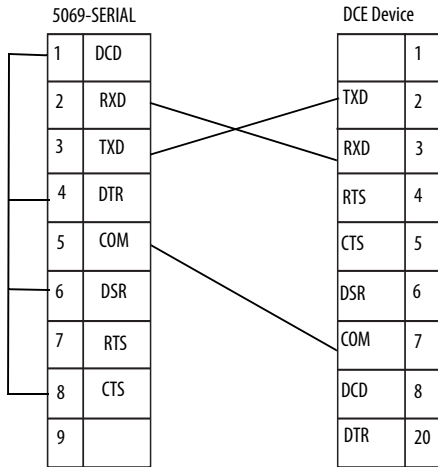 5069-SERIAL
1 DCD
2 RXD
3 TXD
4 DTR
5 COM
6 DSR
7 RTS
8 CTS
9
DCE Device
1
TXD 2
RXD 3
RTS 4
CTS 5
DSR 6
COM 7
DCD 8
DTR 20